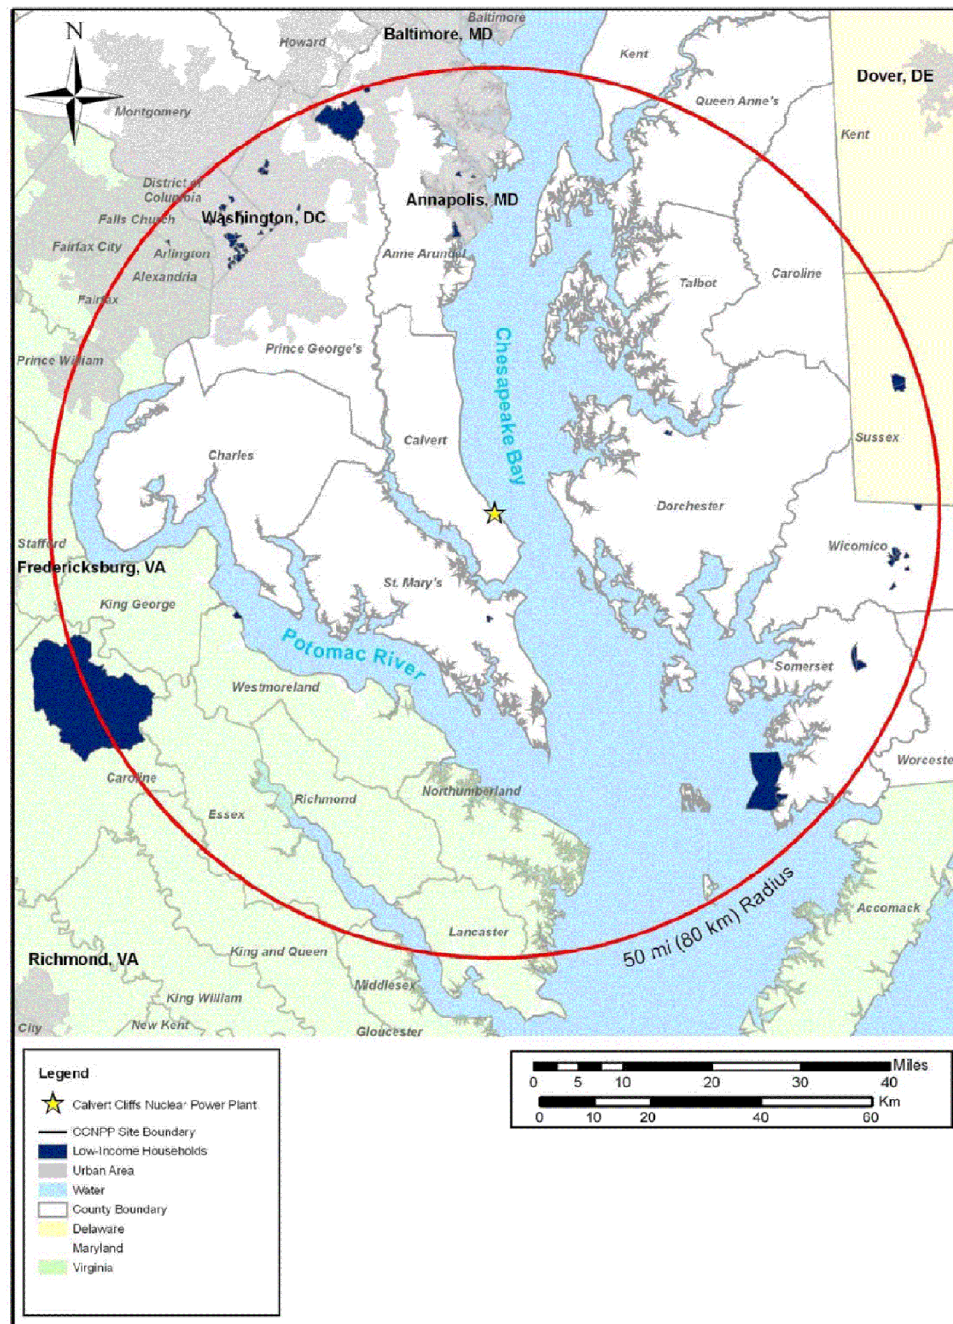 N
Baltimore
Baltimore, MD
Howard
Kent
Dover, DE
Queen Anne's
Montgomery
Kent
District of
Columbia
Annapolis, MD
Falls Church
Washington, DC
Fairfax City
Arlington
Anne Arundel
Alexandria
Caroline
Talbot
Fairfax
Chesapeake Bay
Prince George's
Prince William
Calvert
Sussex
Charles
Dorchester
Stafford
Wicomico
Fredericksburg, VA
St. Mary's
King George
Potomac River
Somerset
Westmoreland
Worceste
Caroline
Northumberland
Richmond
Essex
50 mi (80 km) Radius
Accomack
Lancaster
King and Queen
Richmond, VA
Middlesex
King William
New Kent
City
Gloucester
Legend
Calvert Cliffs Nuclear Power Plant
CCNPP Site Boundary
Low-Income Households
Urban Area
Water
County Boundary
Delaware
Maryland
Virginia
Miles
0 5 10 20 30 40
Km
0 10 20 40 60